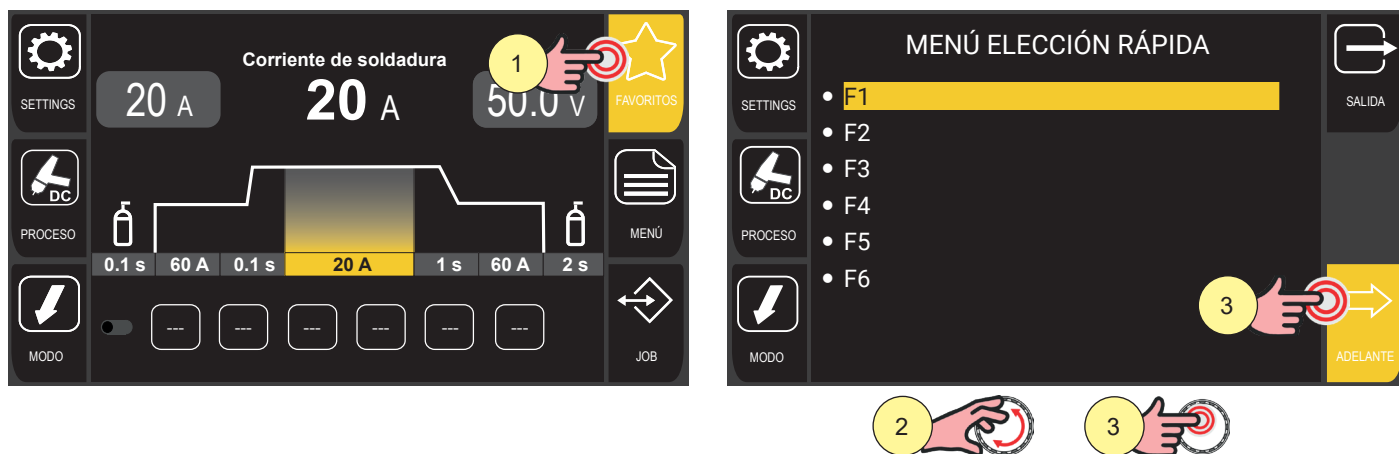 SETTINGS
Corriente de soldadura
1
20 A
20 A
50.0 V
FAVORITOS
DC
PROCESO
MENÚ
0.1 s 60 A 0.1 s 20 A 1 s 60 A 2 s
MODO
--- --- --- --- --- ---
JOB
MENÚ ELECCIÓN RÁPIDA
SETTINGS
SALIDA
• F1
• F2
• F3
• F4
• F5
• F6
DC
PROCESO
3
MODO
ADELANTE
2
3